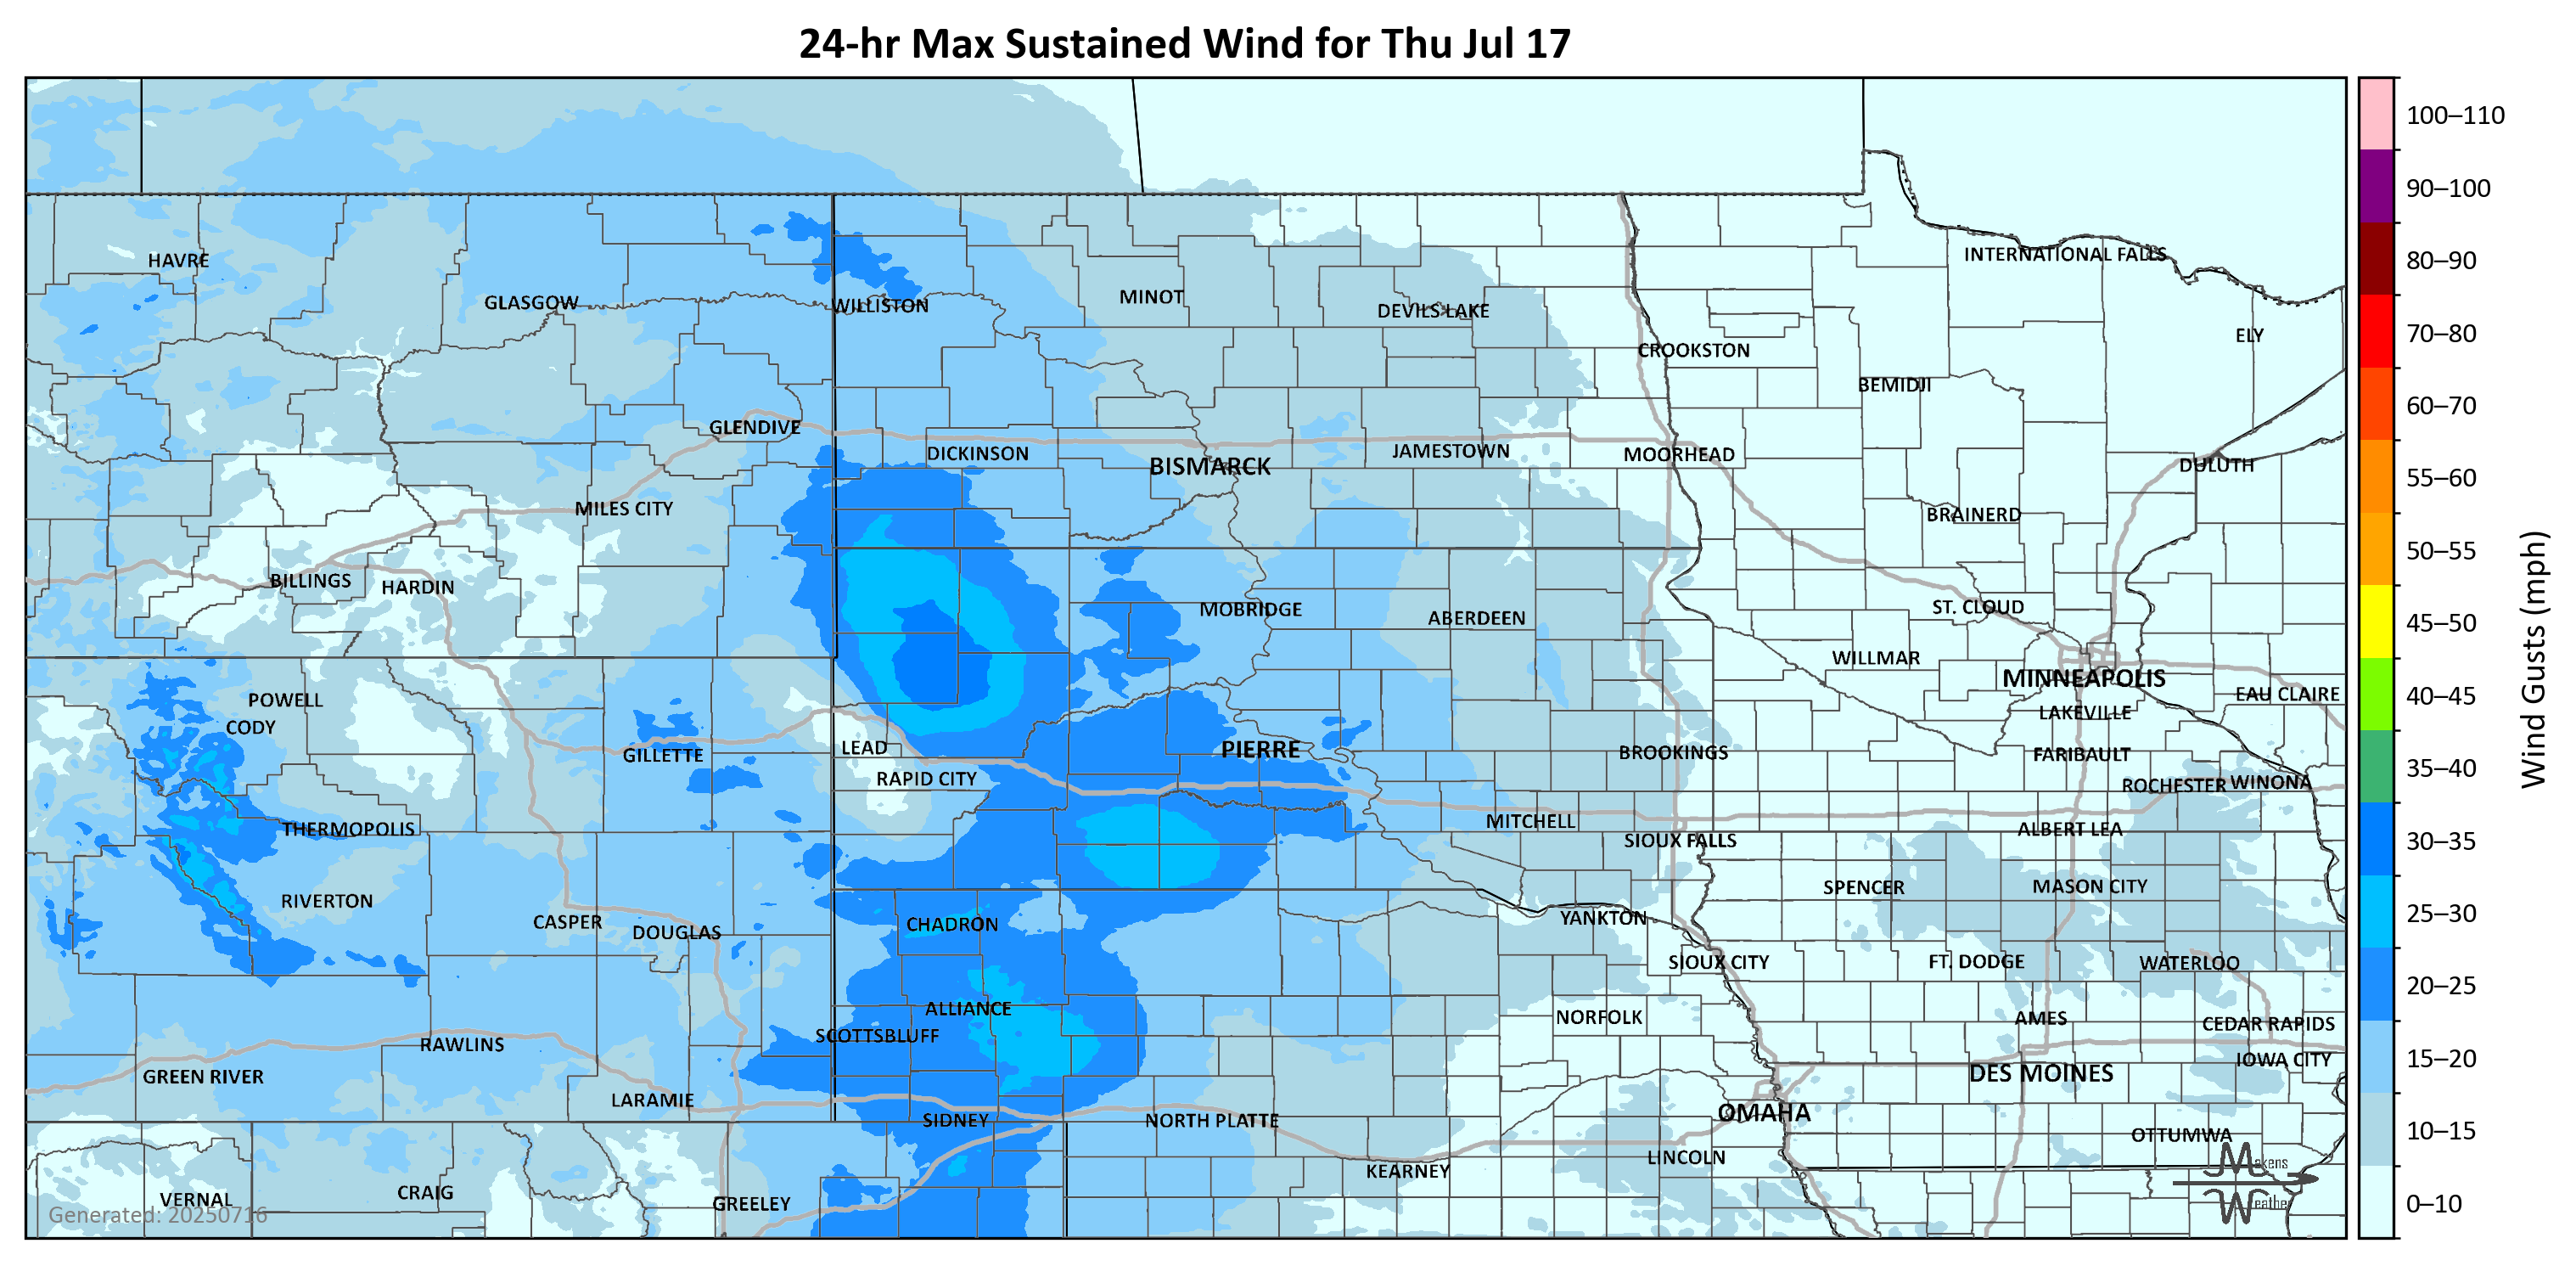 24-hr Max Sustained Wind for Thu Jul 17
100–110
90–100
80–90
70–80
60–70
55–60
50–55
45–50
40–45
35–40
30–35
25–30
20–25
15–20
10–15
0–10
Wind Gusts (mph)
INTERNATIONAL FALLS
HAVRE
GLASGOW
WILLISTON
MINOT
DEVILS LAKE
ELY
CROOKSTON
BEMIDJI
GLENDIVE
DICKINSON
BISMARCK
JAMESTOWN
MOORHEAD
DULUTH
MILES CITY
BRAINERD
BILLINGS
HARDIN
MOBRIDGE
ABERDEEN
ST. CLOUD
WILLMAR
MINNEAPOLIS
EAU CLAIRE
POWELL
CODY
LAKEVILLE
GILLETTE
LEAD
PIERRE
BROOKINGS
FARIBAULT
RAPID CITY
ROCHESTER
WINONA
THERMOPOLIS
MITCHELL
SIOUX FALLS
ALBERT LEA
RIVERTON
SPENCER
MASON CITY
CASPER
DOUGLAS
CHADRON
YANKTON
SIOUX CITY
FT. DODGE
WATERLOO
ALLIANCE
SCOTTSBLUFF
NORFOLK
AMES
CEDAR RAPIDS
RAWLINS
IOWA CITY
GREEN RIVER
DES MOINES
LARAMIE
SIDNEY
NORTH PLATTE
OMAHA
OTTUMWA
KEARNEY
LINCOLN
VERNAL
CRAIG
GREELEY
Generated: 20250716
Makens
Weather